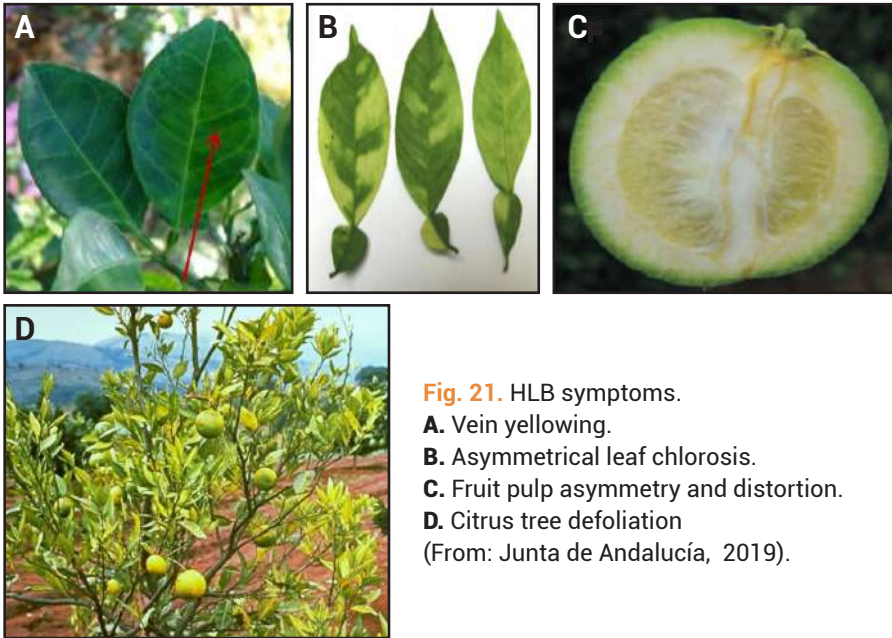 A
B
C
D
Fig. 21. HLB symptoms.
A. Vein yellowing.
B. Asymmetrical leaf chlorosis.
C. Fruit pulp asymmetry and distortion.
D. Citrus tree defoliation
(From: Junta de Andalucía, 2019).